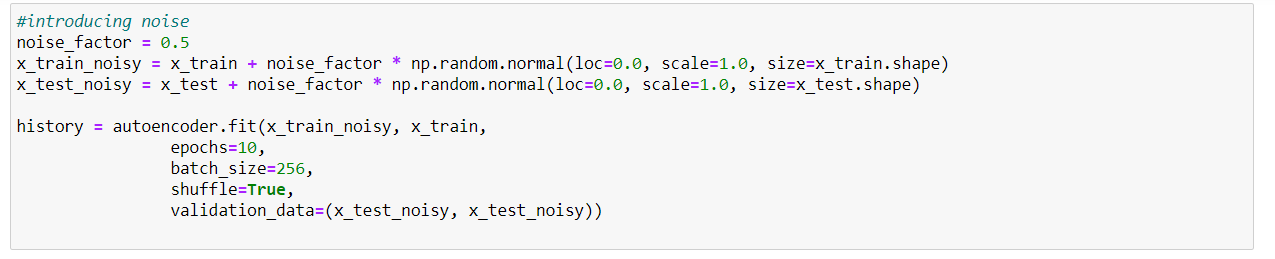 #introducing noise
noise_factor = 0.5
x_train_noisy = x_train + noise_factor * np.random.normal(loc=0.0, scale=1.0, size=x_train.shape)
x_test_noisy = x_test + noise_factor * np.random.normal(loc=0.0, scale=1.0, size=x_test.shape)
history = autoencoder.fit(x_train_noisy, x_train,
epochs=10,
batch_size=256,
shuffle=True,
validation_data=(x_test_noisy, x_test_noisy))